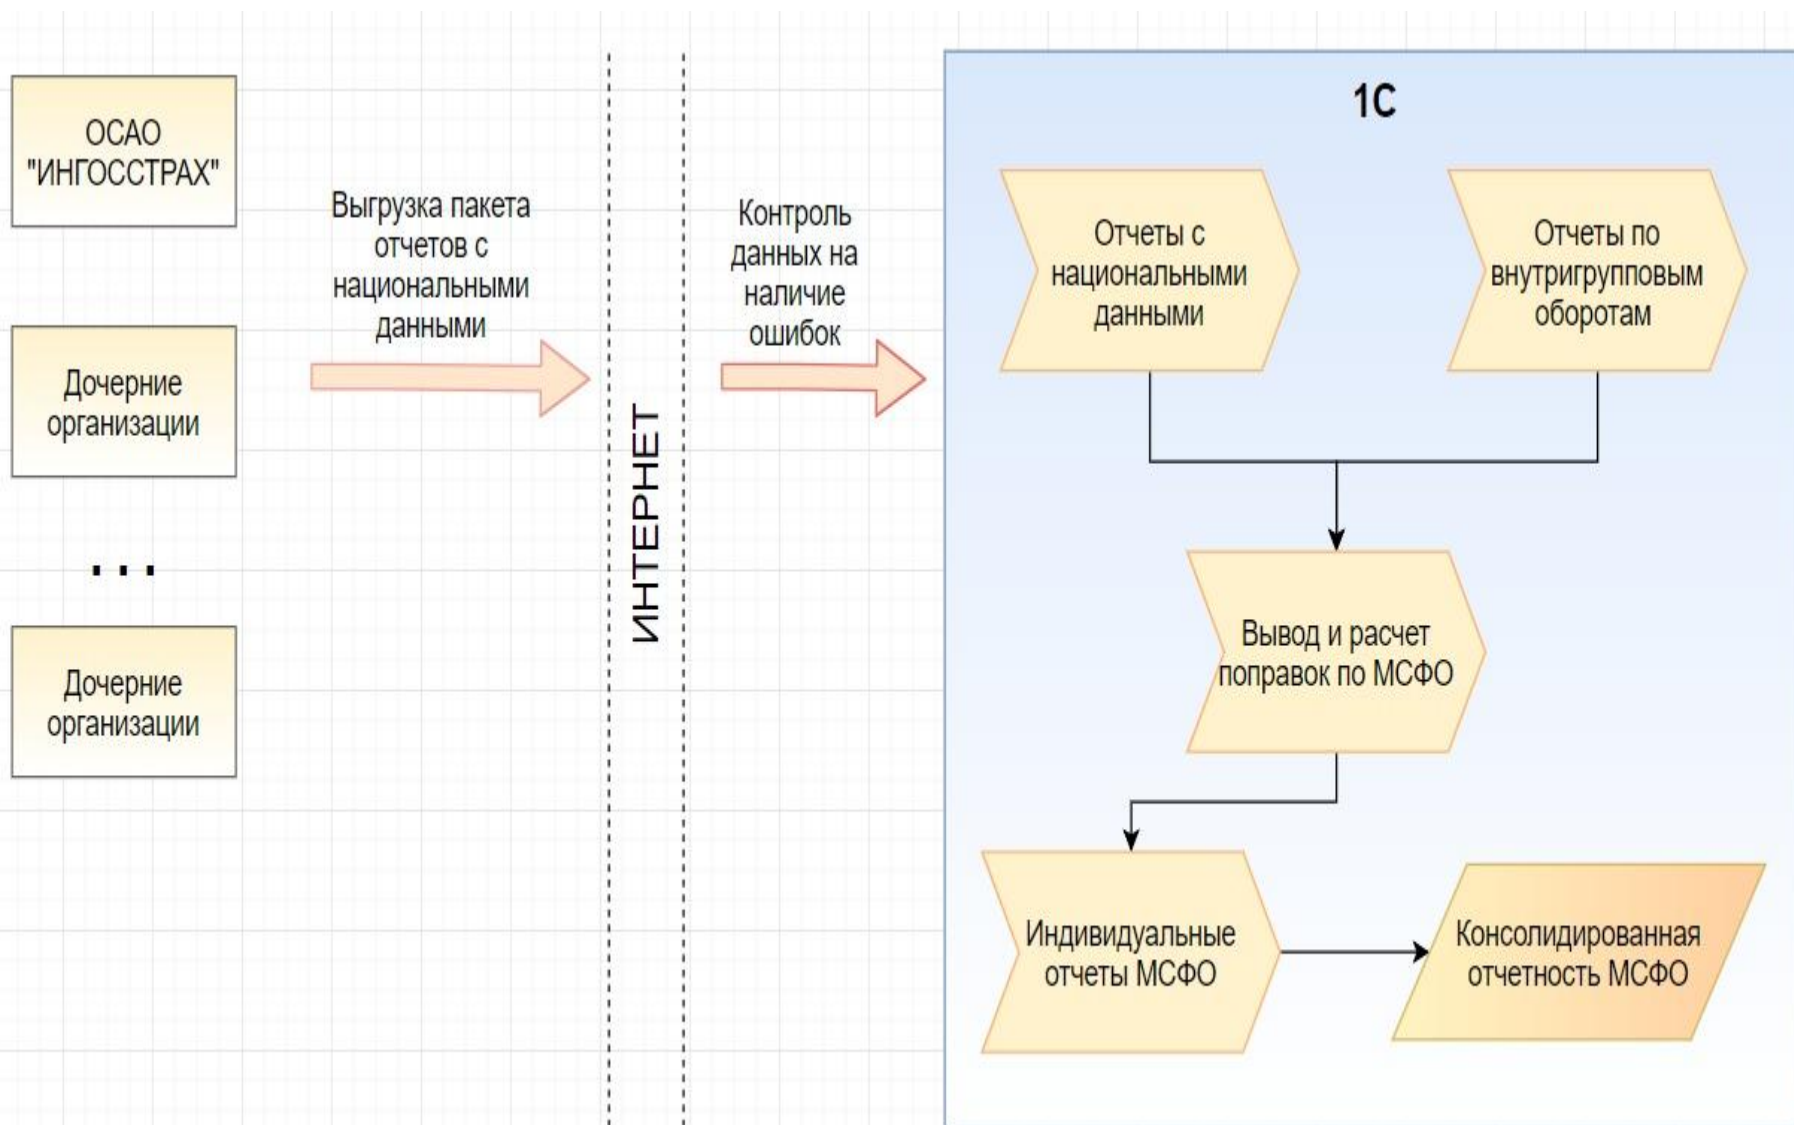 ОСАО
"ИНГОССТРАХ"
Дочерние
организации
...
Дочерние
организации
Выгрузка пакета
отчетов с
национальными
данными
ИНТЕРНЕТ
Контроль
данных на
наличие
ошибок
1С
Отчеты с
национальными
данными
Отчеты по
внутригрупповым
оборотам
Вывод и расчет
поправок по МСФО
Индивидуальные
отчеты МСФО
Консолидированная
отчетность МСФО